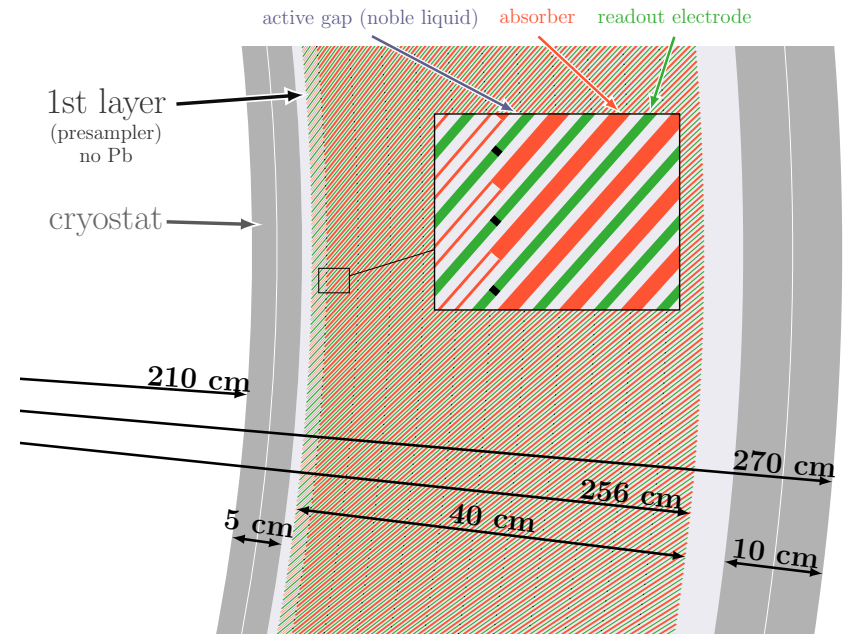 active gap (noble liquid) absorber readout electrode
1st layer
(presampler)
no Pb
cryostat
210 cm
270 cm
256 cm
40 cm
5 cm
10 cm